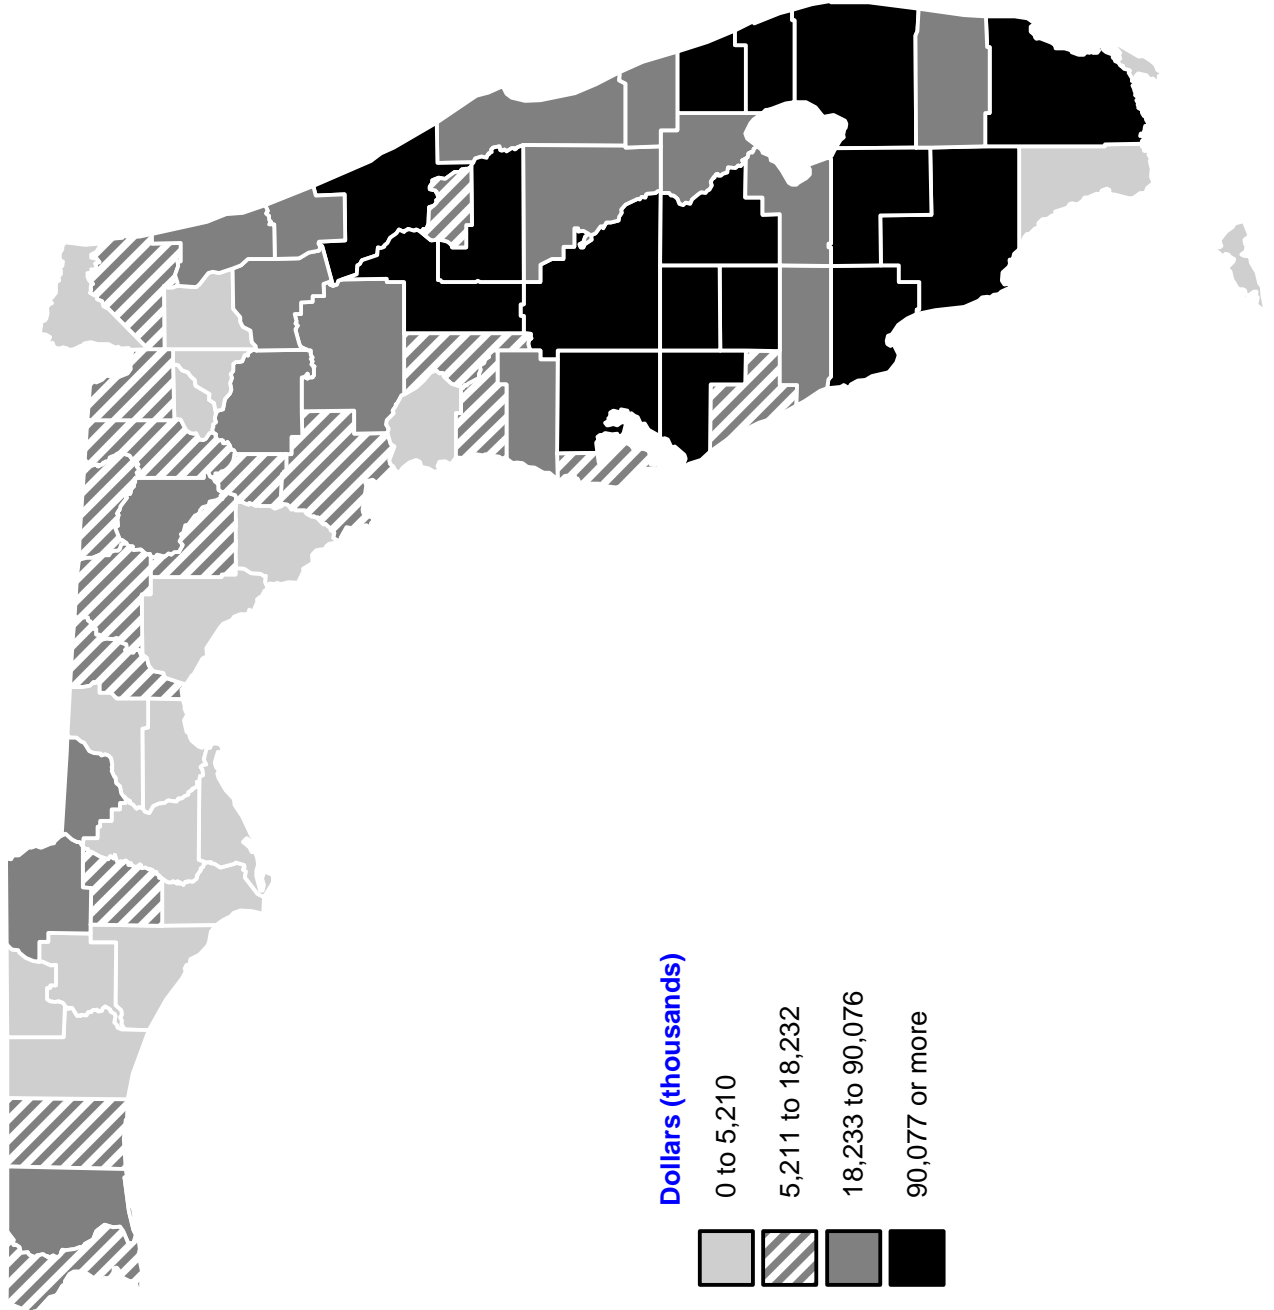 Dollars (thousands)
0 to 5,210
5,211 to 18,232
18,233 to 90,076
90,077 or more